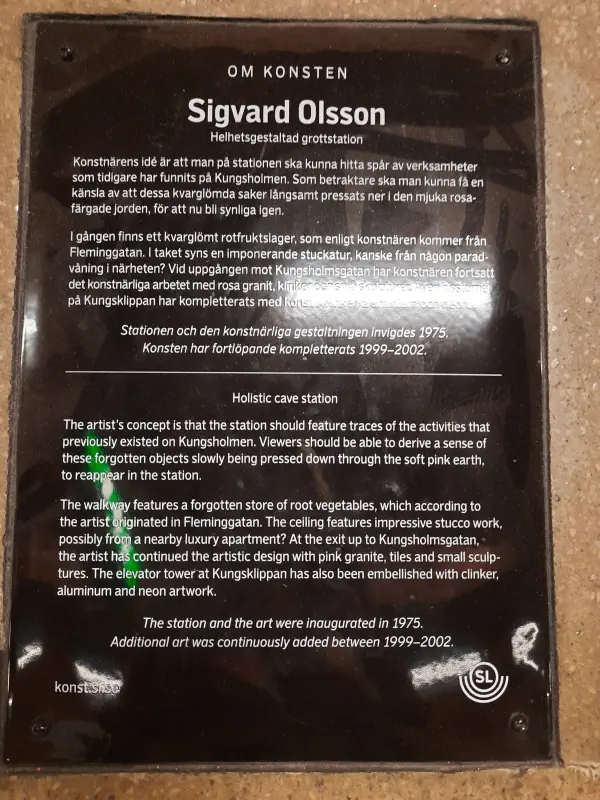 OM KONSTEN
Sigvard Olsson
Helhetsgestaltad grottstation
Konstnärens idé är att man på stationen ska kunna hitta spår av verksamheter
som tidigare har funnits på Kungsholmen. Som betraktare ska man kunna få en
känsla av att dessa kvarglömda saker långsamt pressats ner i den mjuka rosa-
färgade jorden, för att nu bli synliga igen.
I gången finns ett kvarglömt rotfruktslager, som enligt konstnären kommer från
Fleminggatan. I taket syns en imponerande stuckatur, kanske från någon parad-
våning i närheten? Vid uppgången mot Kungsholmsgatan har konstnären fortsatt
det konstnärliga arbetet med rosa granit,
på Kungsklippan har kompletterats med
Stationen och den konstnärliga gestaltningen invigdes 1975.
Konsten har fortlöpande kompletterats 1999–2002.
Holistic cave station
The artist's concept is that the station should feature traces of the activities that
previously existed on Kungsholmen. Viewers should be able to derive a sense of
these forgotten objects slowly being pressed down through the soft pink earth,
to reappear in the station.
The walkway features a forgotten store of root vegetables, which according to
the artist originated in Fleminggatan. The ceiling features impressive stucco work,
possibly from a nearby luxury apartment? At the exit up to Kungsholmsgatan,
the artist has continued the artistic design with pink granite, tiles and small sculp-
tures. The elevator tower at Kungsklippan has also been embellished with clinker,
aluminum and neon artwork.
The station and the art were inaugurated in 1975.
Additional art was continuously added between 1999–2002.
konst.sl.se
SL